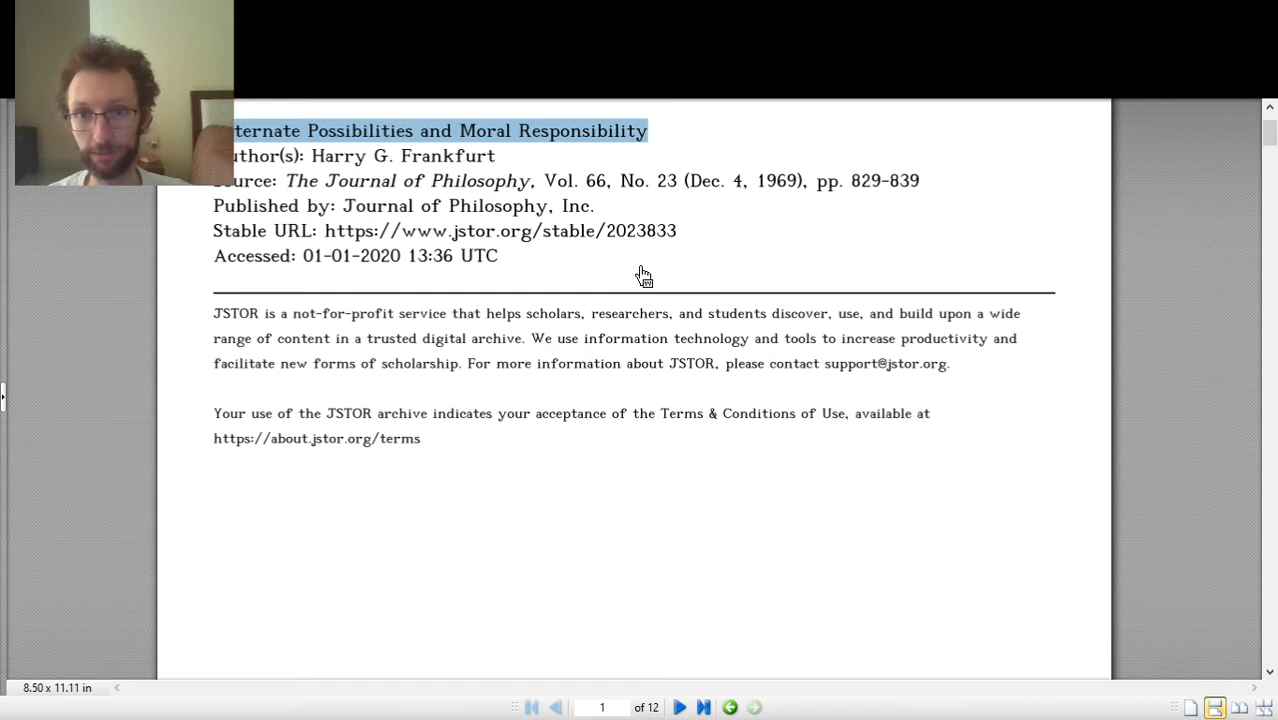 ternate Possibilities and Moral Responsibility
uthor(s): Harry G. Frankfurt
Source: The Journal of Philosophy, Vol. 66, No. 23 (Dec. 4, 1969), pp. 829-839
Published by: Journal of Philosophy, Inc.
Stable URL: https://www.jstor.org/stable/2023833
Accessed: 01-01-2020 13:36 UTC
JSTOR is a not-for-profit service that helps scholars, researchers, and students discover, use, and build upon a wide
range of content in a trusted digital archive. We use information technology and tools to increase productivity and
facilitate new forms of scholarship. For more information about JSTOR, please contact support@jstor.org.
Your use of the JSTOR archive indicates your acceptance of the Terms & Conditions of Use, available at
https://about.jstor.org/terms
8.50 x 11.11 in
1 of 12